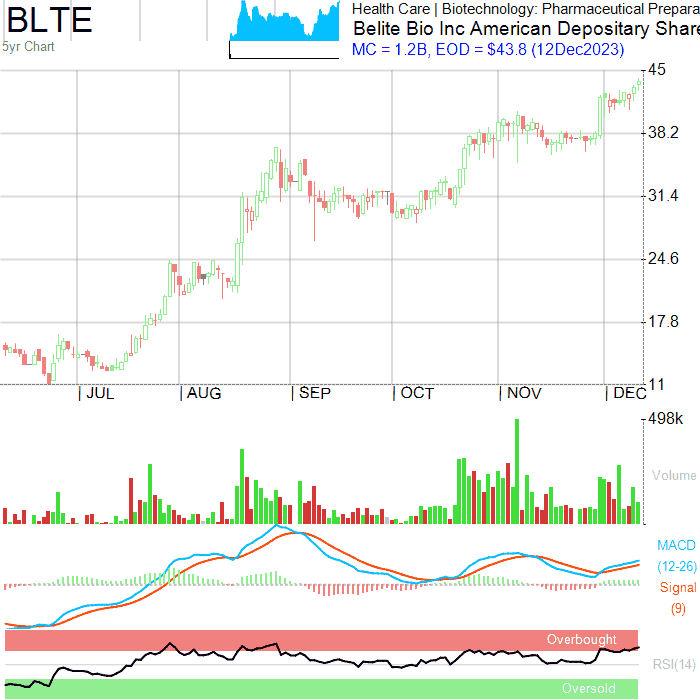 BLTE
5yr Chart
Health Care | Biotechnology: Pharmaceutical Prepara
Belite Bio Inc American Depositary Share
MC = 1.2B, EOD = $43.8 (12Dec2023)
45
38.2
31.4
24.6
17.8
11
| JUL | AUG | SEP | OCT | NOV | DEC
498k
Volume
MACD
(12-26)
Signal
(9)
Overbought
RSI(14)
Oversold